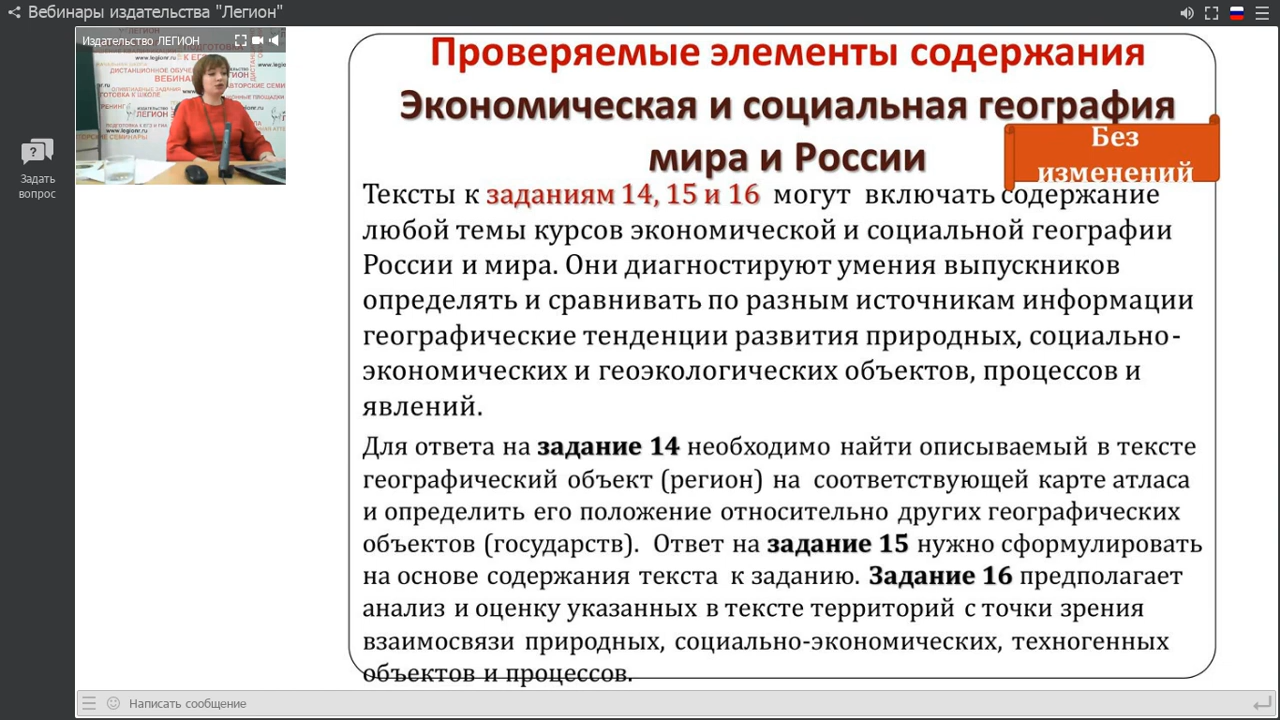 Вебинары издательства "Легион"
Издательство ЛЕГИОН
Задать
вопрос
Проверяемые элементы содержания
Экономическая и социальная география
мира и России
Без
изменений
Тексты к заданиям 14, 15 и 16 могут включать содержание
любой темы курсов экономической и социальной географии
России и мира. Они диагностируют умения выпускников
определять и сравнивать по разным источникам информации
географические тенденции развития природных, социально-
экономических и геоэкологических объектов, процессов и
явлений.
Для ответа на задание 14 необходимо найти описываемый в тексте
географический объект (регион) на соответствующей карте атласа
и определить его положение относительно других географических
объектов (государств). Ответ на задание 15 нужно сформулировать
на основе содержания текста к заданию. Задание 16 предполагает
анализ и оценку указанных в тексте территорий с точки зрения
взаимосвязи природных, социально-экономических, техногенных
объектов и процессов.
Написать сообщение